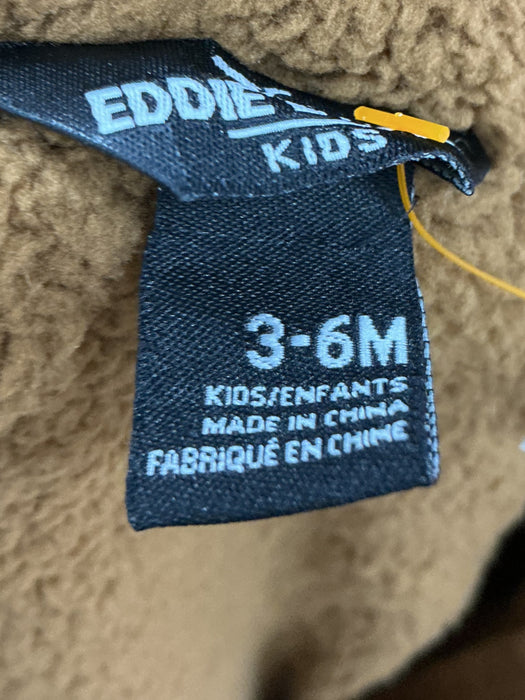 EDDIE
KIDS
3-6M
KIDS/ENFANTS
MADE IN CHINA
FABRIQUÉ EN CHINE